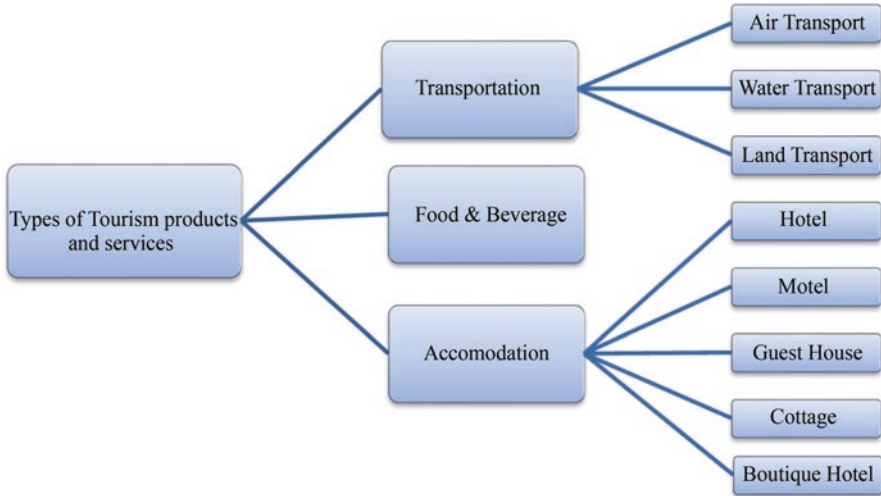 Types of Tourism products
and services
Transportation
Air Transport
Water Transport
Land Transport
Food & Beverage
Accomodation
Hotel
Motel
Guest House
Cottage
Boutique Hotel